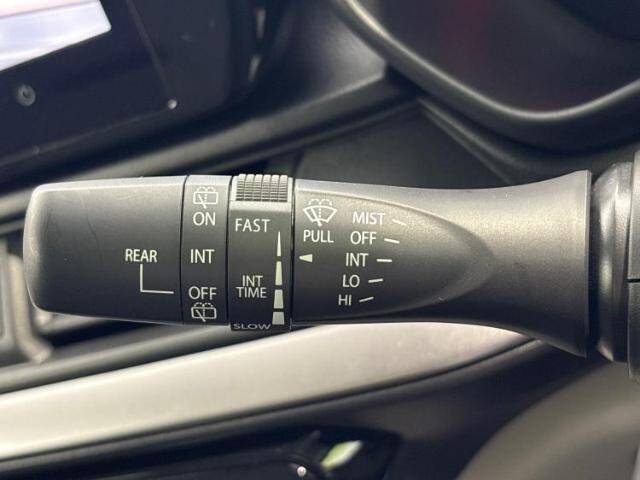 REAR
ON
INT
OFF
FAST
INT
TIME
SLOW
PULL
MIST
OFF
INT
LO
HI